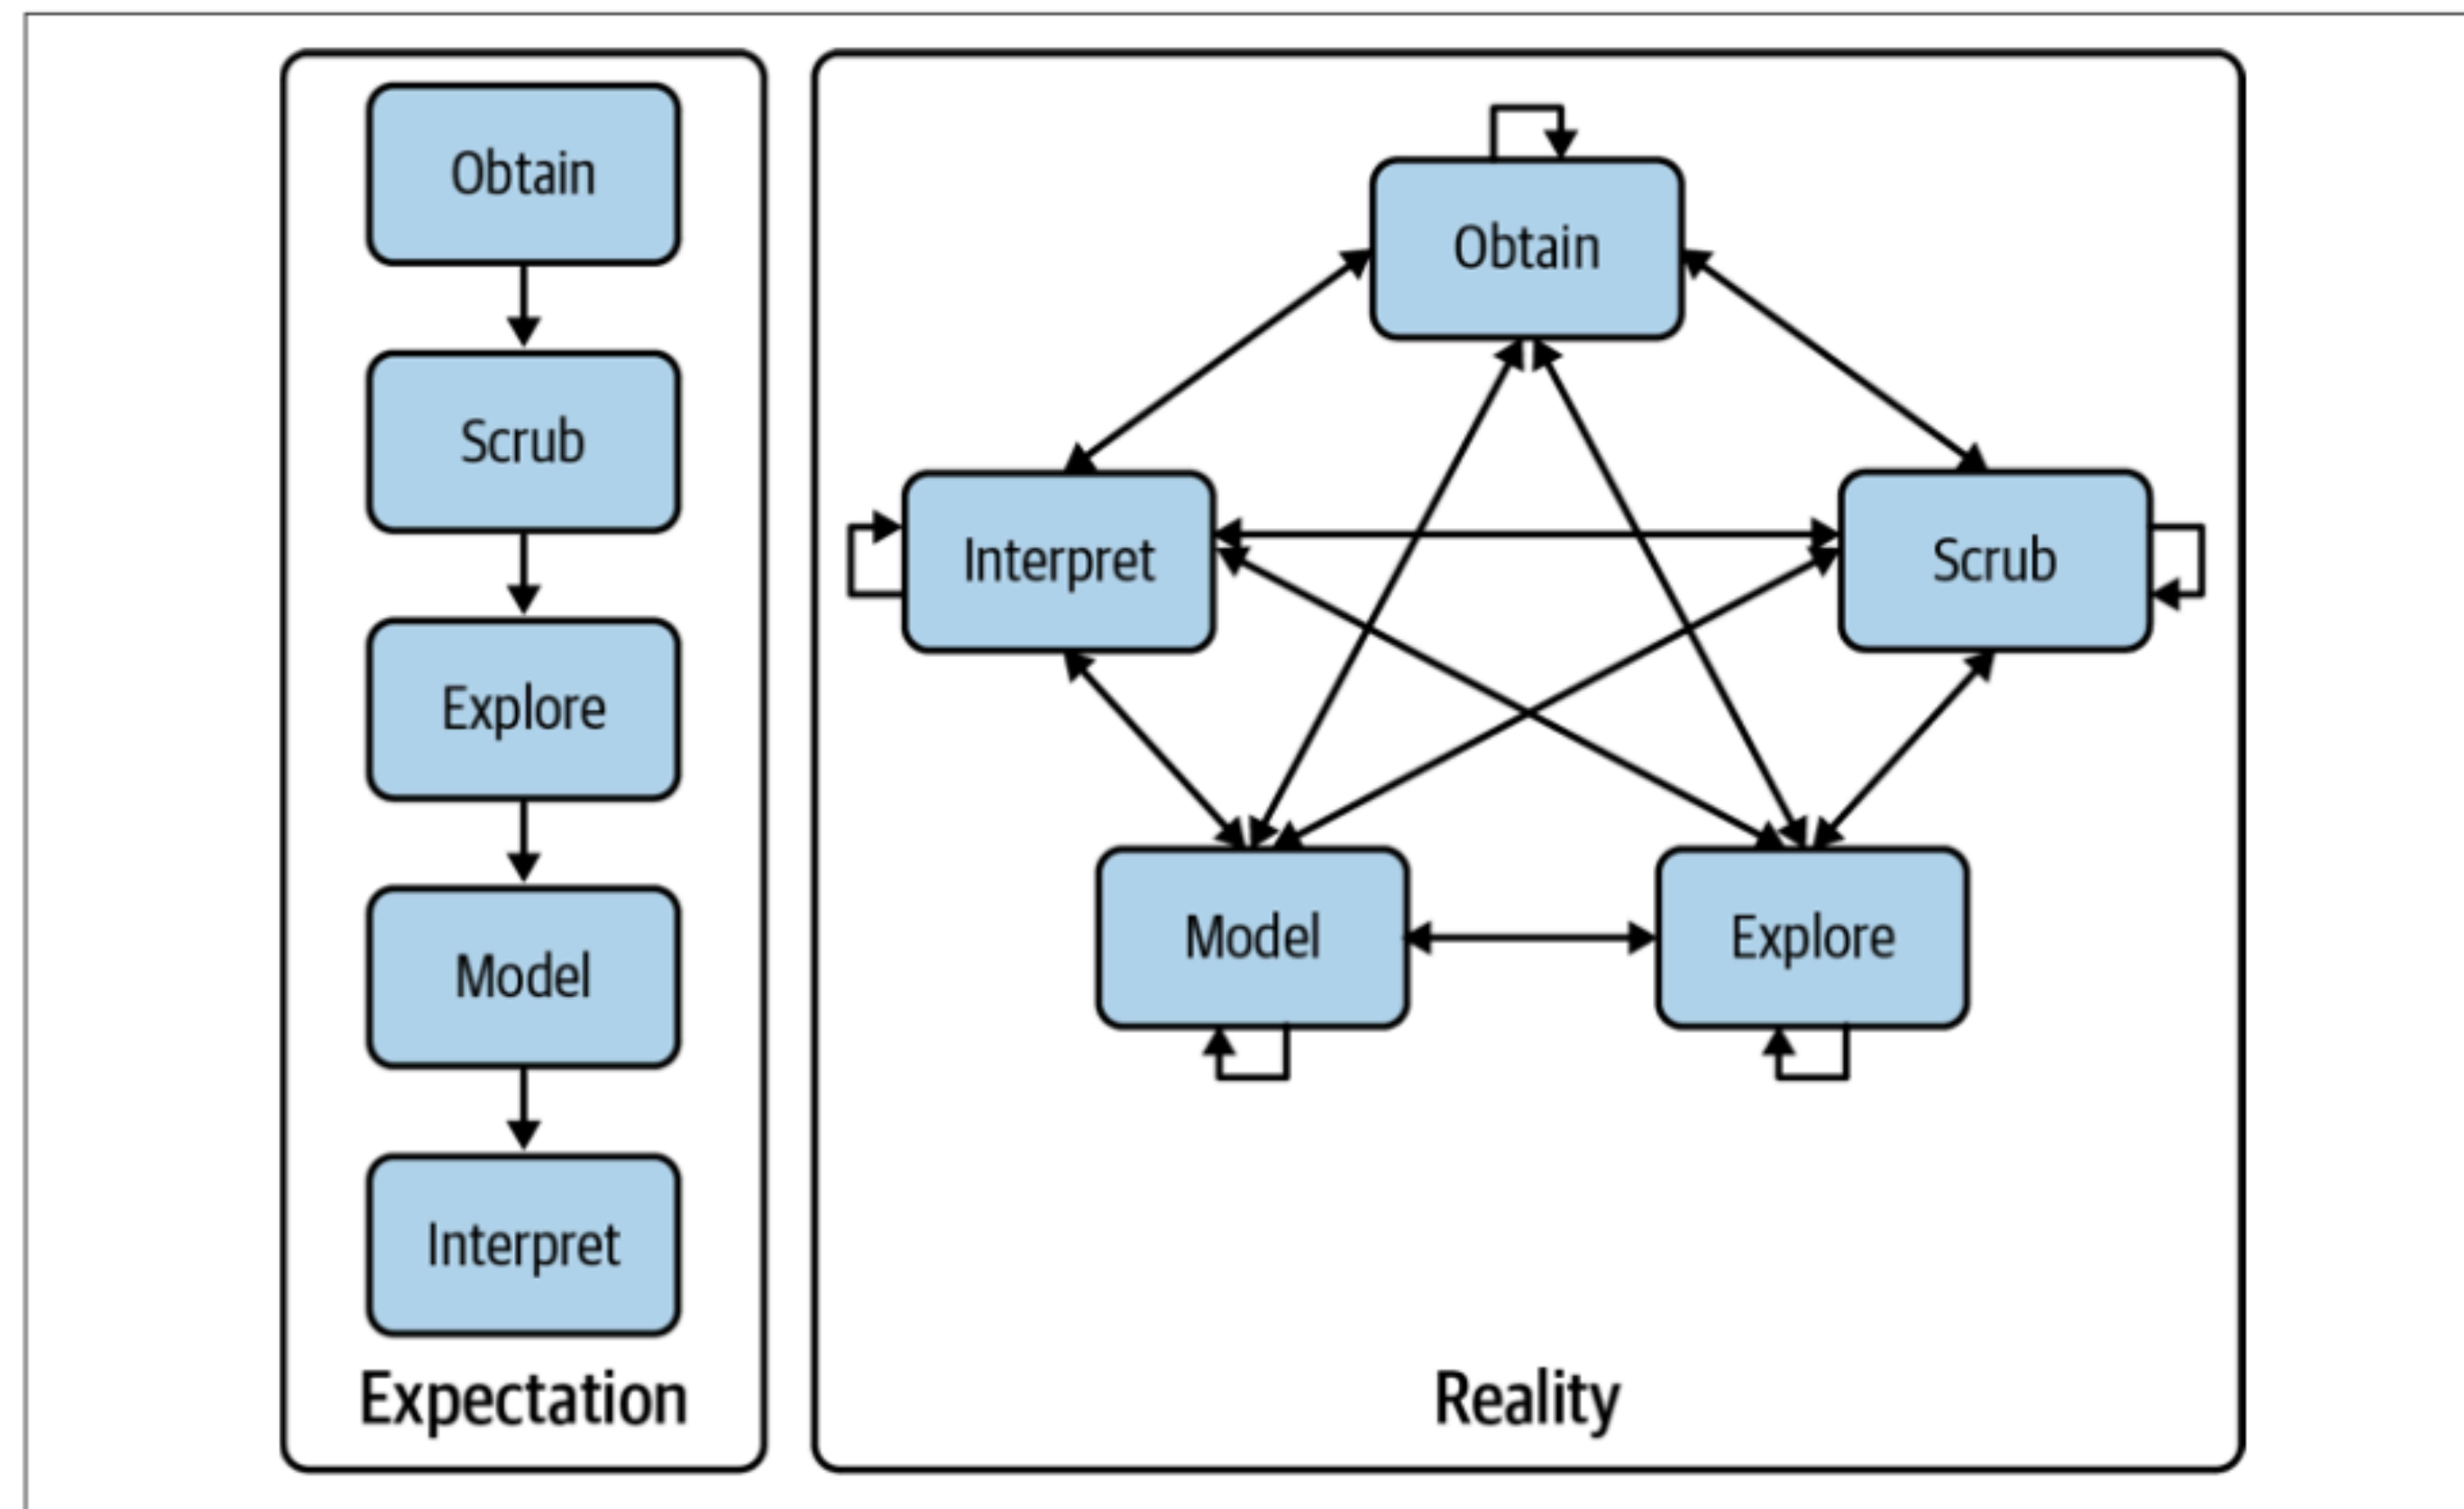 Obtain
Scrub
Explore
Model
Interpret
Expectation
Obtain
Interpret
Scrub
Model
Explore
Reality